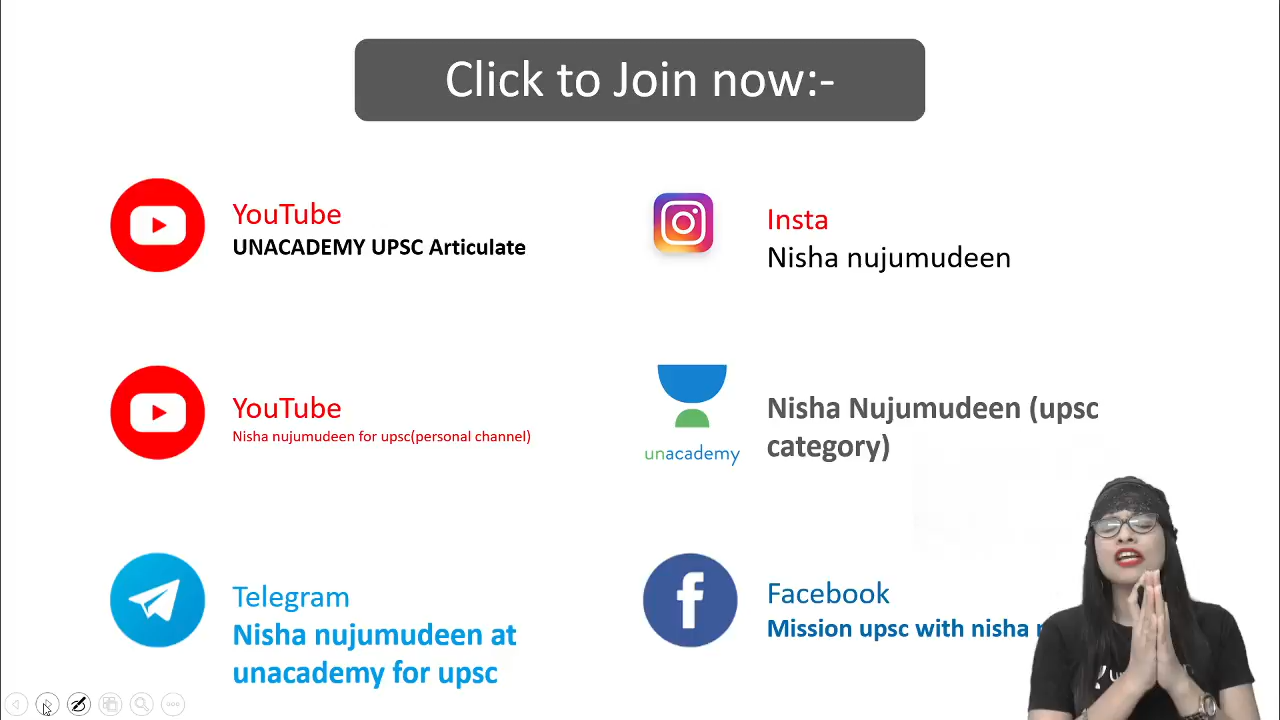 Click to Join now:-
YouTube
UNACADEMY UPSC Articulate
Insta
Nisha nujumudeen
YouTube
Nisha nujumudeen for upsc(personal channel)
unacademy
Nisha Nujumudeen (upsc
category)
Telegram
Nisha nujumudeen at
unacademy for upsc
Facebook
Mission upsc with nisha